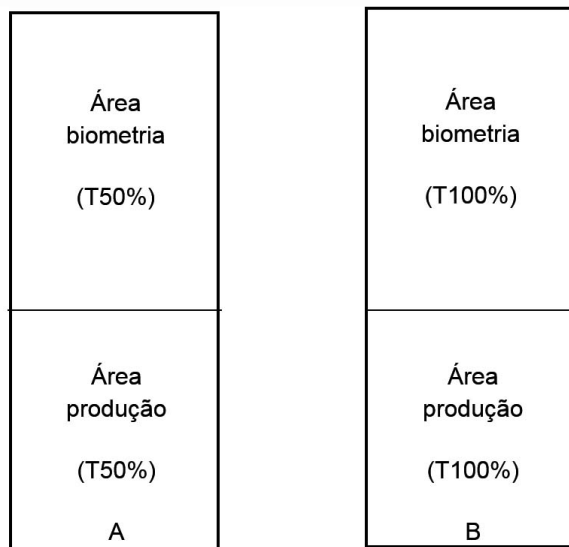 Área
biometria
(T50%)
Área
produção
(T50%)
A
Área
biometria
(T100%)
Área
produção
(T100%)
B